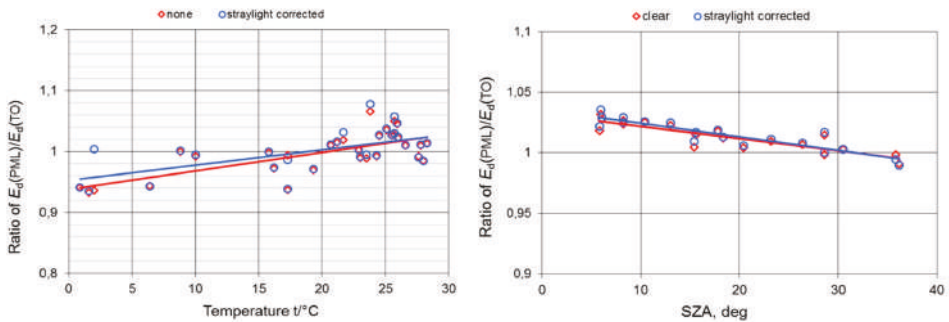 none straylight corrected
1,2
1,1
1
0,9
0,8
0 5 10 15 20 25 30
Temperature t/°C
Ratio of Ed(PML)/Ed(TO)
clear straylight corrected
1,1
1,05
1
0,95
0,9
0 10 20 30 40
SZA, deg
Ratio of Ed(PML)/Ed(TO)